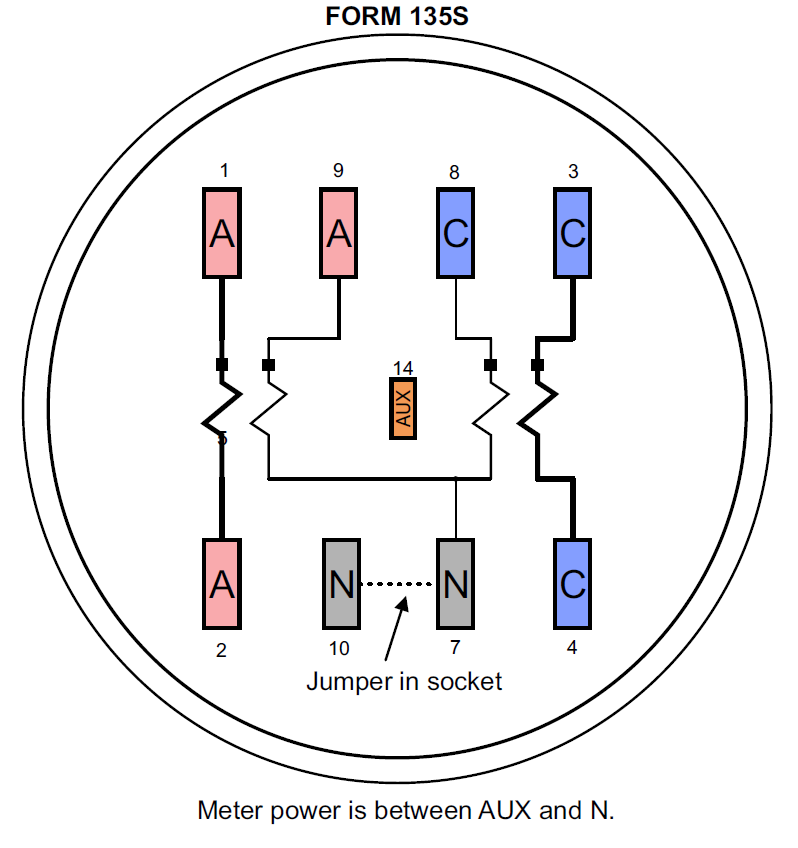 FORM 135S
1 9 8 3
A A C C
14
AUX
5
A N N C
2 10 7 4
Jumper in socket
Meter power is between AUX and N.